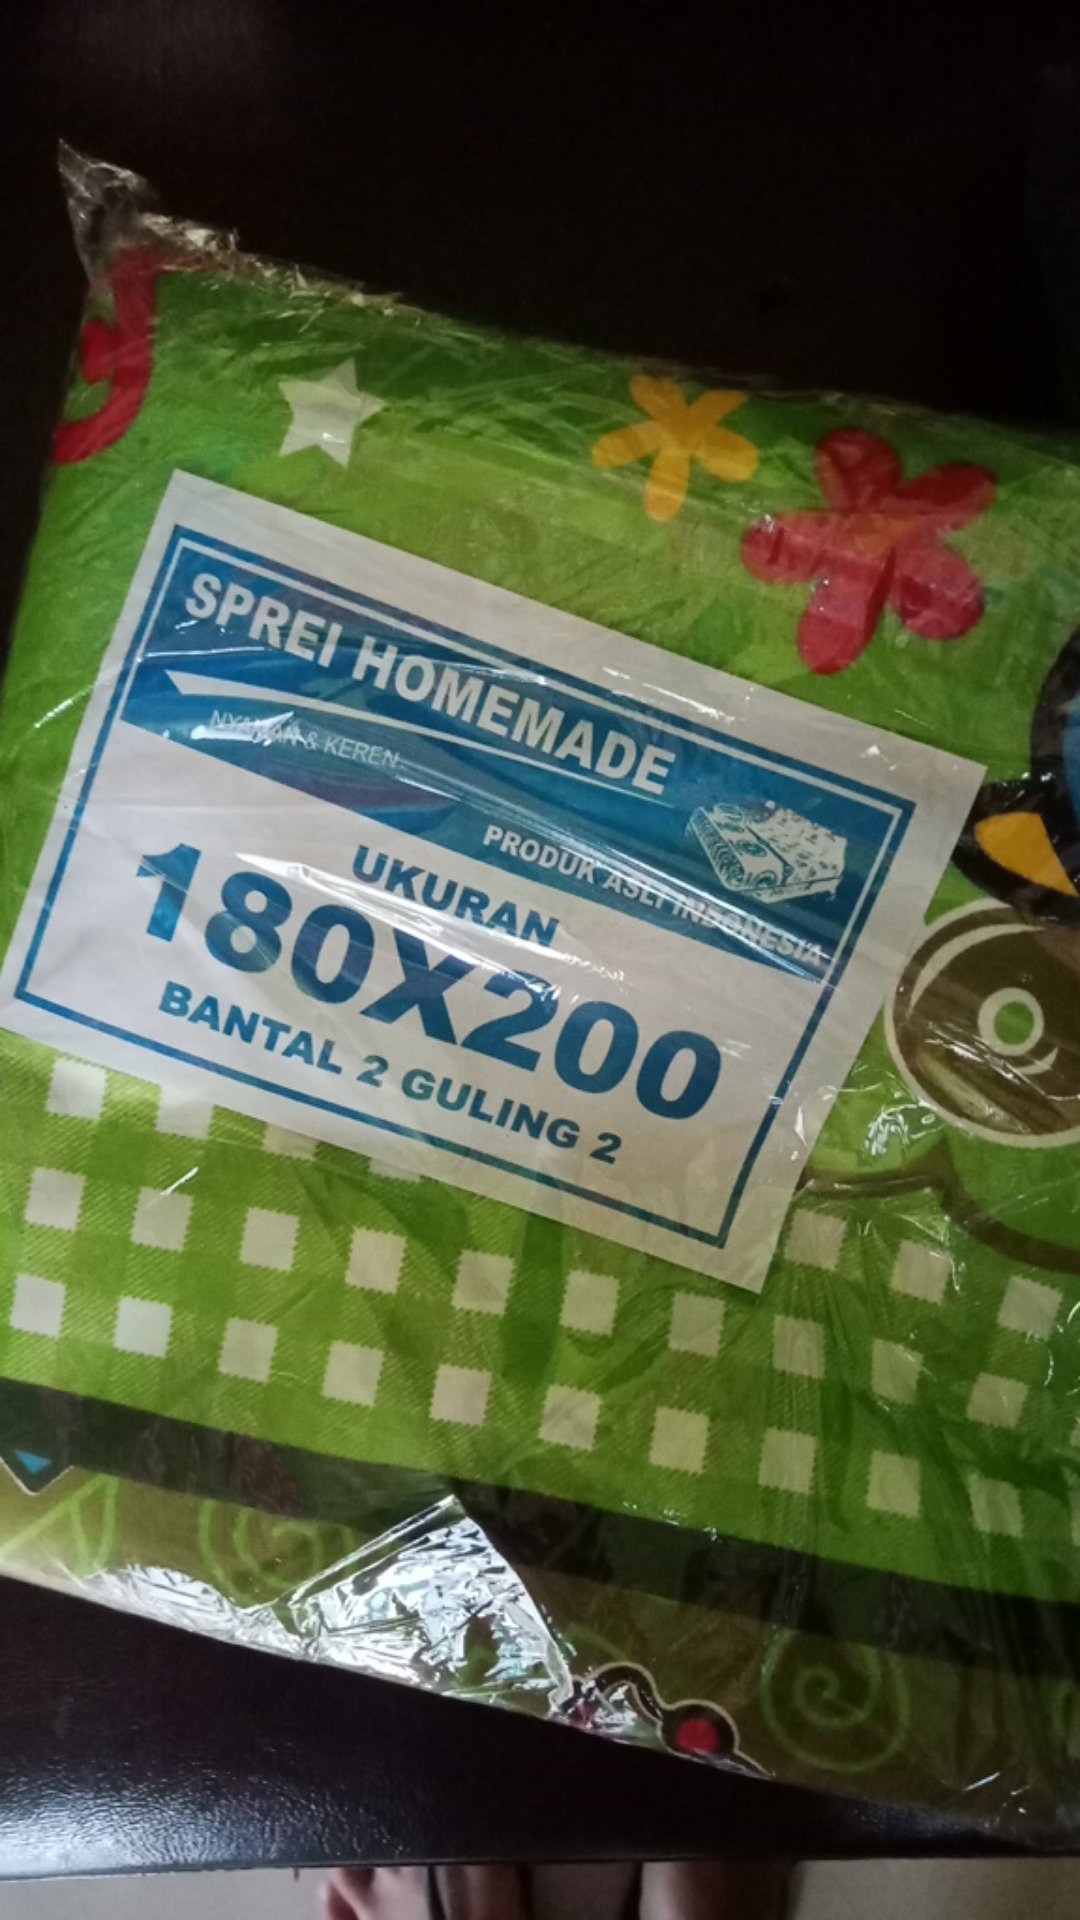 SPREI HOMEMADE
NYAMAN & KEREN
PRODUK ASLI INDONESIA
UKURAN
180X200
BANTAL 2 GULING 2